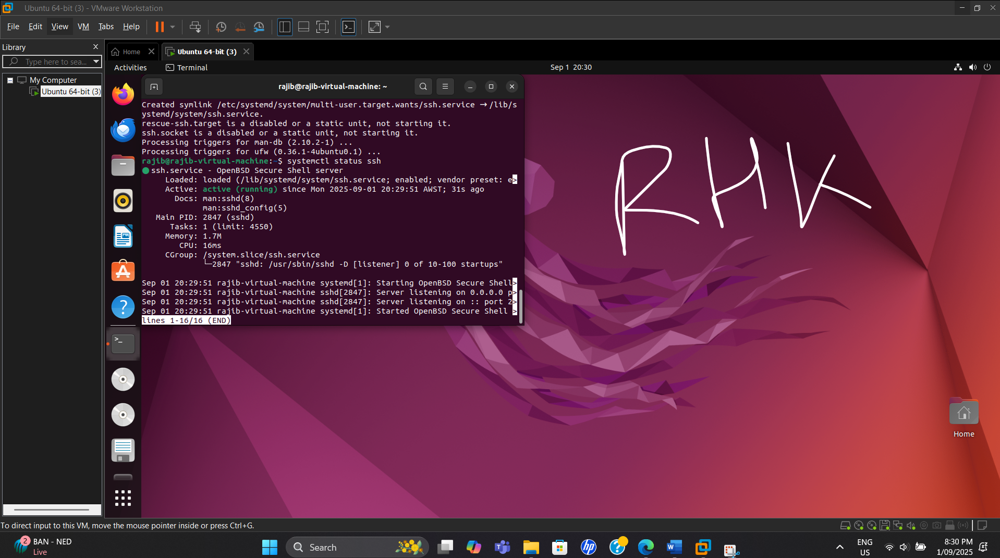 Ubuntu 64-bit (3) - VMware Workstation
File Edit View VM Tabs Help
Library
Type here to sea...
My Computer
Ubuntu 64-bit (3)
Home
Ubuntu 64-bit (3)
Activities
Terminal
Sep 1 20:30
rajib@rajib-virtual-machine: ~
Created symlink /etc/systemd/system/multi-user.target.wants/ssh.service → /lib/s
ystemd/system/ssh.service.
rescue-ssh.target is a disabled or a static unit, not starting it.
ssh.socket is a disabled or a static unit, not starting it.
Processing triggers for man-db (2.10.2-1) ...
Processing triggers for ufw (0.36.1-4ubuntu0.1) ...
rajib@rajib-virtual-machine:~$ systemctl status ssh
● ssh.service - OpenBSD Secure Shell server
Loaded: loaded (/lib/systemd/system/ssh.service; enabled; vendor preset: e>
Active: active (running) since Mon 2025-09-01 20:29:51 AWST; 31s ago
Docs: man:sshd(8)
man:sshd_config(5)
Main PID: 2847 (sshd)
Tasks: 1 (limit: 4550)
Memory: 1.7M
CPU: 16ms
CGroup: /system.slice/ssh.service
└─2847 "sshd: /usr/sbin/sshd -D [listener] 0 of 10-100 startups"
Sep 01 20:29:51 rajib-virtual-machine systemd[1]: Starting OpenBSD Secure Shell>
Sep 01 20:29:51 rajib-virtual-machine sshd[2847]: Server listening on 0.0.0.0 p>
Sep 01 20:29:51 rajib-virtual-machine sshd[2847]: Server listening on :: port 2>
Sep 01 20:29:51 rajib-virtual-machine systemd[1]: Started OpenBSD Secure Shell >
lines 1-16/16 (END)
RHK
Home
To direct input to this VM, move the mouse pointer inside or press Ctrl+G.
2
BAN - NED
Live
Search
ENG
US
8:30 PM
1/09/2025